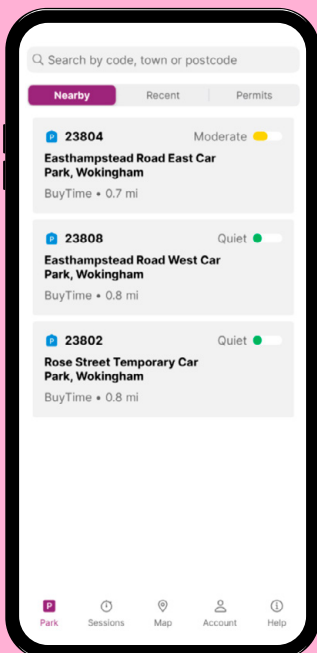 Search by code, town or postcode
Nearby Recent Permits
P 23804 Moderate
Easthampstead Road East Car
Park, Wokingham
BuyTime • 0.7 mi
P 23808 Quiet
Easthampstead Road West Car
Park, Wokingham
BuyTime • 0.8 mi
P 23802 Quiet
Rose Street Temporary Car
Park, Wokingham
BuyTime • 0.8 mi
P
Park Sessions Map Account Help